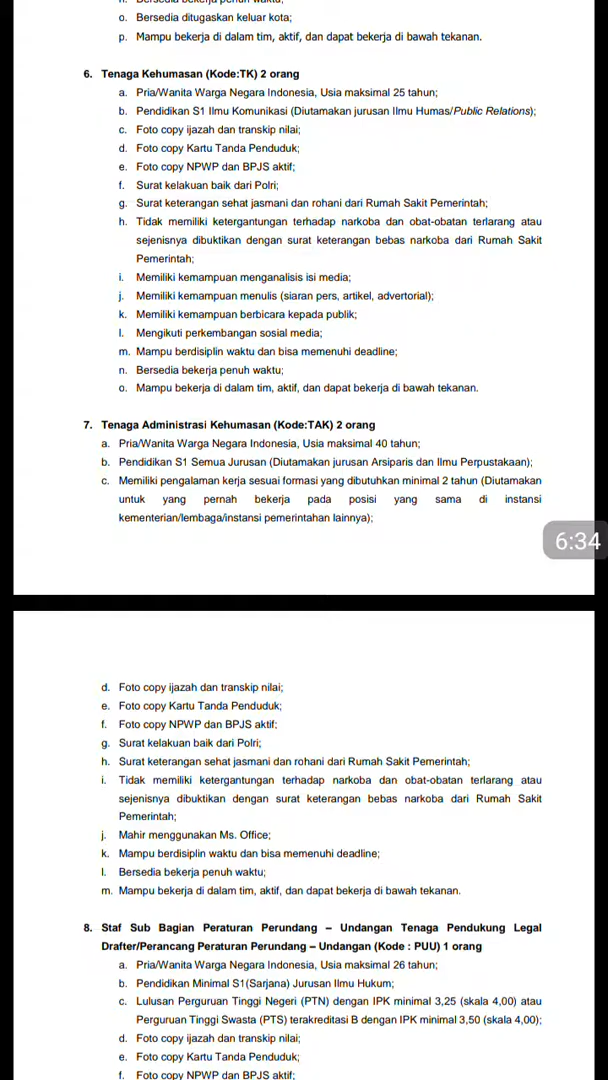 o. Bersedia ditugaskan keluar kota;
p. Mampu bekerja di dalam tim, aktif, dan dapat bekerja di bawah tekanan.
6. Tenaga Kehumasan (Kode:TK) 2 orang
a. Pria/Wanita Warga Negara Indonesia, Usia maksimal 25 tahun;
b. Pendidikan S1 Ilmu Komunikasi (Diutamakan jurusan Ilmu Humas/Public Relations);
c. Foto copy ijazah dan transkip nilai;
d. Foto copy Kartu Tanda Penduduk;
e. Foto copy NPWP dan BPJS aktif;
f. Surat kelakuan baik dari Polri;
g. Surat keterangan sehat jasmani dan rohani dari Rumah Sakit Pemerintah;
h. Tidak memiliki ketergantungan terhadap narkoba dan obat-obatan terlarang atau
sejenisnya dibuktikan dengan surat keterangan bebas narkoba dari Rumah Sakit
Pemerintah;
i. Memiliki kemampuan menganalisis isi media;
j. Memiliki kemampuan menulis (siaran pers, artikel, advertorial);
k. Memiliki kemampuan berbicara kepada publik;
l. Mengikuti perkembangan sosial media;
m. Mampu berdisiplin waktu dan bisa memenuhi deadline;
n. Bersedia bekerja penuh waktu;
o. Mampu bekerja di dalam tim, aktif, dan dapat bekerja di bawah tekanan.
7. Tenaga Administrasi Kehumasan (Kode:TAK) 2 orang
a. Pria/Wanita Warga Negara Indonesia, Usia maksimal 40 tahun;
b. Pendidikan S1 Semua Jurusan (Diutamakan jurusan Arsiparis dan Ilmu Perpustakaan);
c. Memiliki pengalaman kerja sesuai formasi yang dibutuhkan minimal 2 tahun (Diutamakan
untuk yang pernah bekerja pada posisi yang sama di instansi
kementerian/lembaga/instansi pemerintahan lainnya);
6:34
d. Foto copy ijazah dan transkip nilai;
e. Foto copy Kartu Tanda Penduduk;
f. Foto copy NPWP dan BPJS aktif;
g. Surat kelakuan baik dari Polri;
h. Surat keterangan sehat jasmani dan rohani dari Rumah Sakit Pemerintah;
i. Tidak memiliki ketergantungan terhadap narkoba dan obat-obatan terlarang atau
sejenisnya dibuktikan dengan surat keterangan bebas narkoba dari Rumah Sakit
Pemerintah;
j. Mahir menggunakan Ms. Office;
k. Mampu berdisiplin waktu dan bisa memenuhi deadline;
l. Bersedia bekerja penuh waktu;
m. Mampu bekerja di dalam tim, aktif, dan dapat bekerja di bawah tekanan.
8. Staf Sub Bagian Peraturan Perundang – Undangan Tenaga Pendukung Legal
Drafter/Perancang Peraturan Perundang – Undangan (Kode : PUU) 1 orang
a. Pria/Wanita Warga Negara Indonesia, Usia maksimal 26 tahun;
b. Pendidikan Minimal S1(Sarjana) Jurusan Ilmu Hukum;
c. Lulusan Perguruan Tinggi Negeri (PTN) dengan IPK minimal 3,25 (skala 4,00) atau
Perguruan Tinggi Swasta (PTS) terakreditasi B dengan IPK minimal 3,50 (skala 4,00);
d. Foto copy ijazah dan transkip nilai;
e. Foto copy Kartu Tanda Penduduk;
f. Foto copy NPWP dan BPJS aktif;